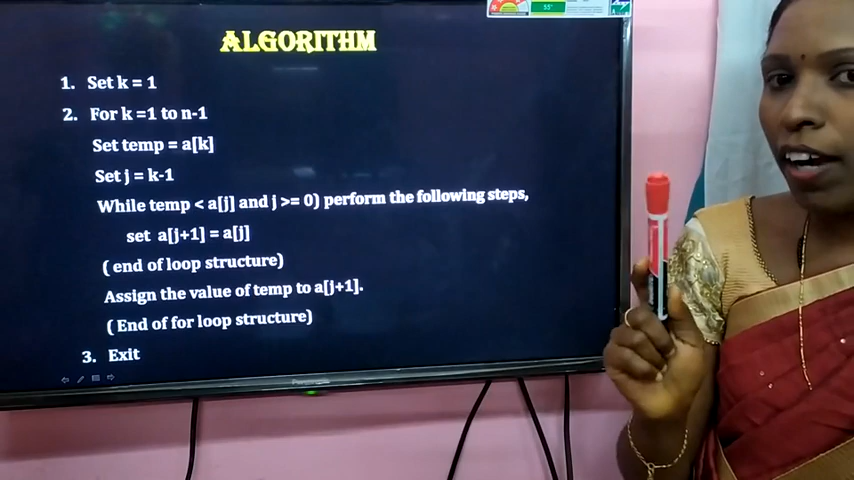 ALGORITHM
1. Set k = 1
2. For k =1 to n-1
Set temp = a[k]
Set j = k-1
While temp < a[j] and j >= 0) perform the following steps,
set a[j+1] = a[j]
( end of loop structure)
Assign the value of temp to a[j+1].
( End of for loop structure)
3. Exit